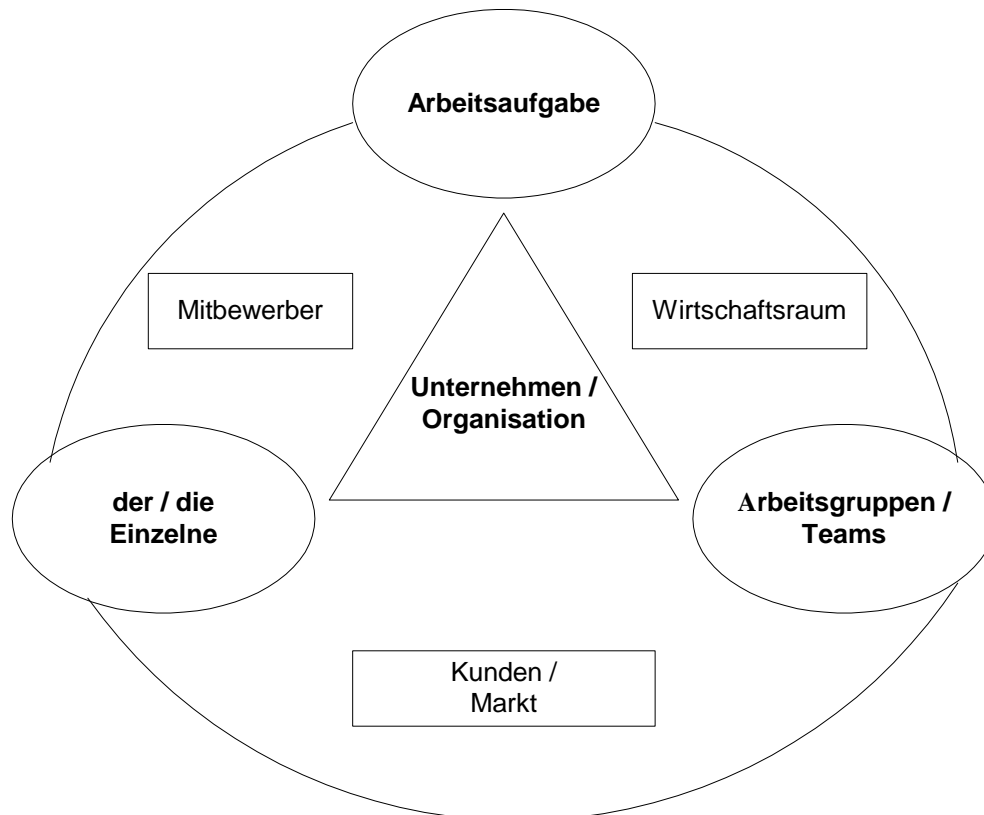 Arbeitsaufgabe
Mitbewerber
Wirtschaftsraum
Unternehmen /
Organisation
der / die
Einzelne
Arbeitsgruppen /
Teams
Kunden /
Markt